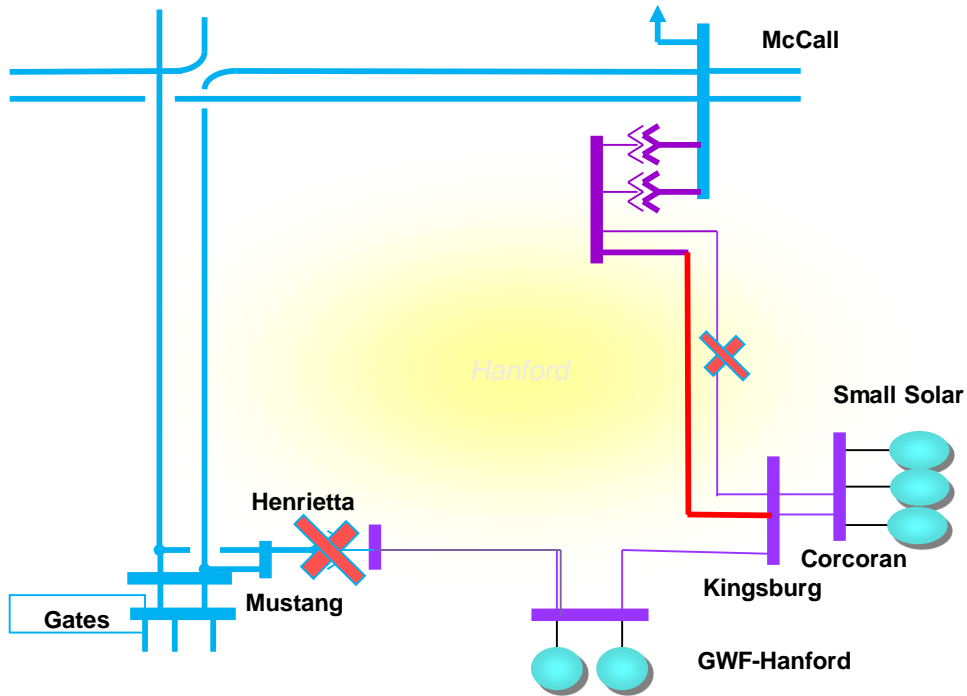 McCall
Hanford
Small Solar
Henrietta
Corcoran
Kingsburg
Mustang
Gates
GWF-Hanford